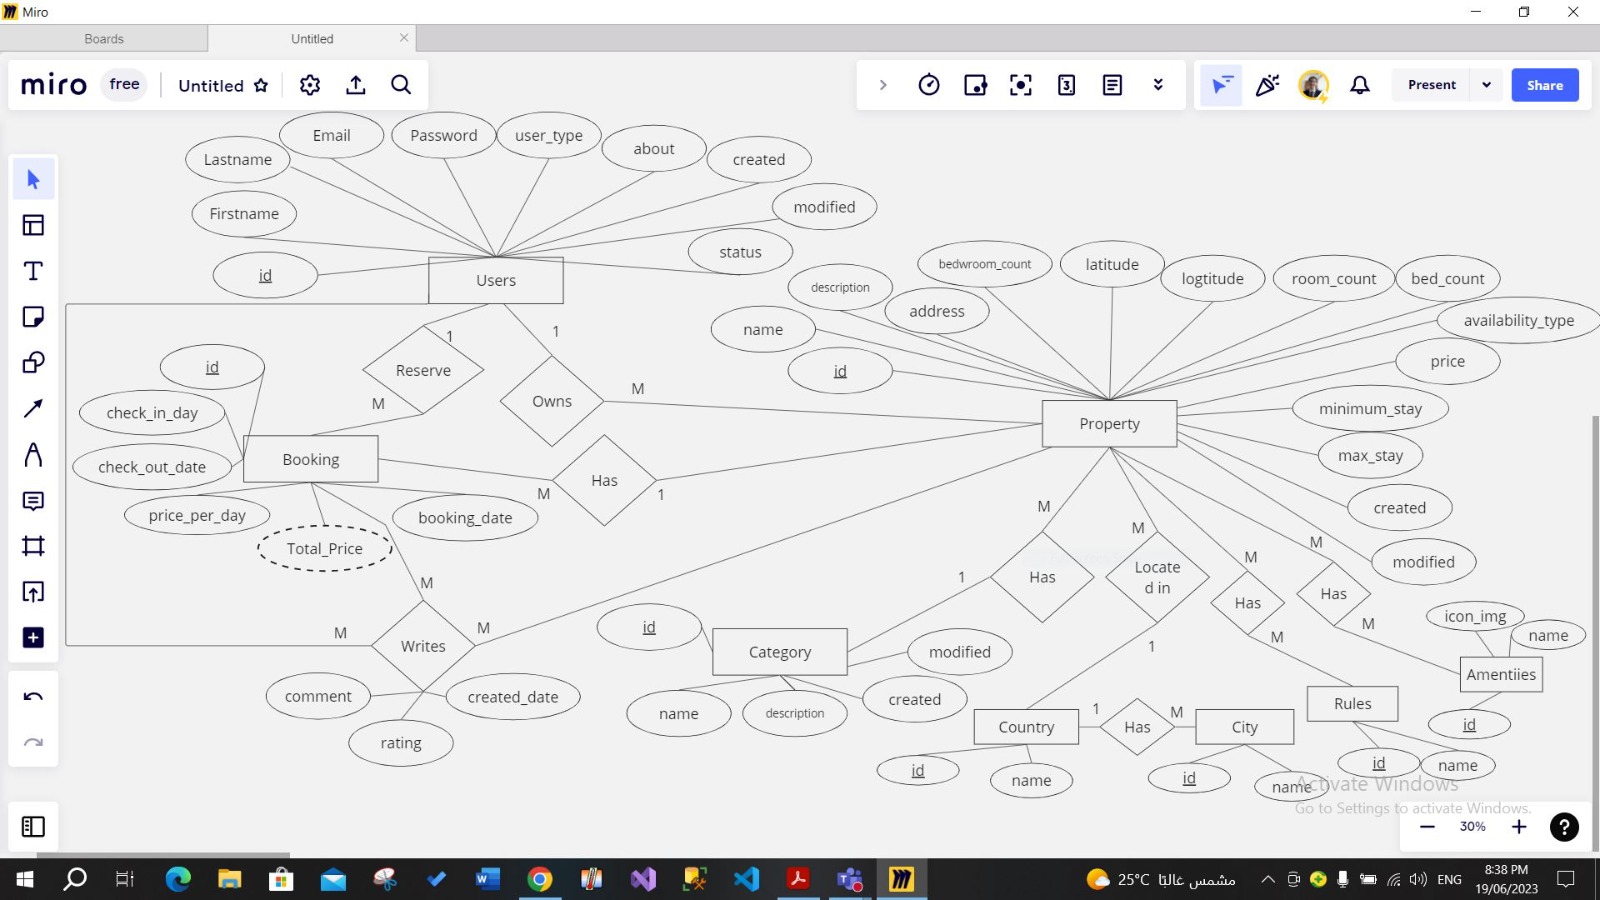 Miro
Boards
Untitled
miro
free
Untitled
3
Present
Share
Email
Password
user_type
about
Lastname
created
Firstname
modified
status
id
Users
bedwroom_count
latitude
logtitude
room_count
bed_count
description
address
availability_type
name
id
price
1
1
Reserve
M
M
Owns
minimum_stay
Property
max_stay
id
check_in_day
check_out_date
Booking
Has
M
1
price_per_day
booking_date
Total_Price
created
modified
M
M
M
M
1
Has
Locate
d in
Has
Has
M
M
M
M
Writes
1
comment
created_date
rating
id
Category
modified
name
description
created
icon_img
name
Amentiies
id
Rules
id
name
Country
1
Has
M
City
id
name
id
name
Activate Windows
Go to Settings to activate Windows.
30%
?
25°C
مشمس غالبًا
ENG
8:38 PM
19/06/2023